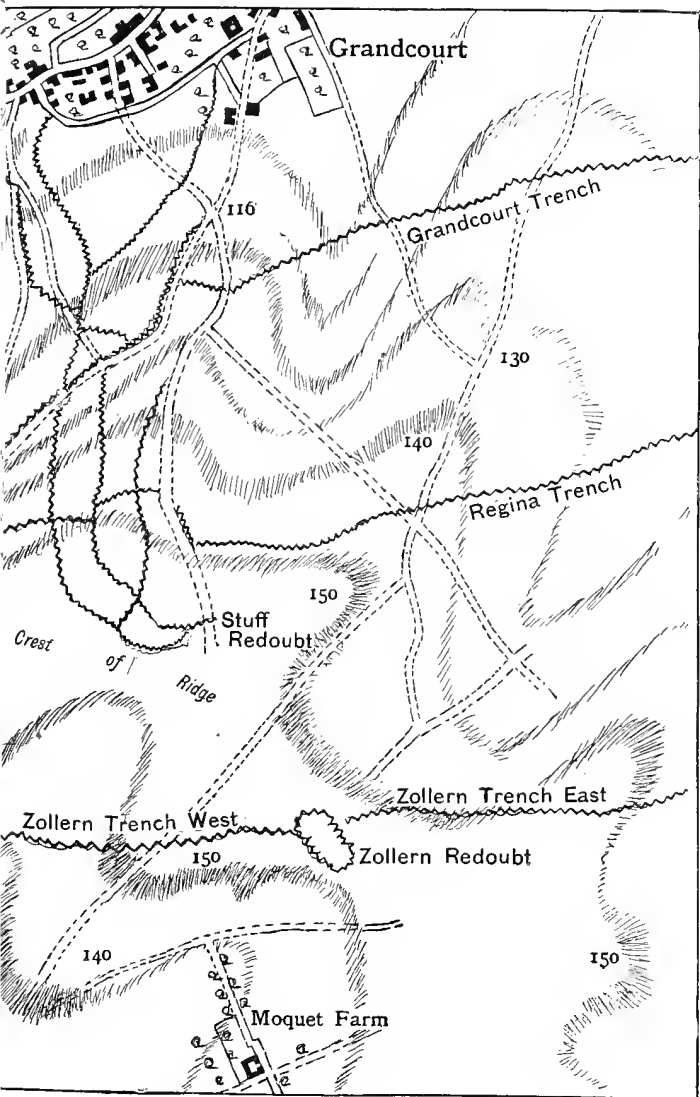 Grandcourt
116
Grandcourt Trench
130
140
Regina Trench
150
Stuff
Redoubt
Crest of Ridge
Zollern Trench East
Zollern Trench West
150
Zollern Redoubt
140
150
Moquet Farm